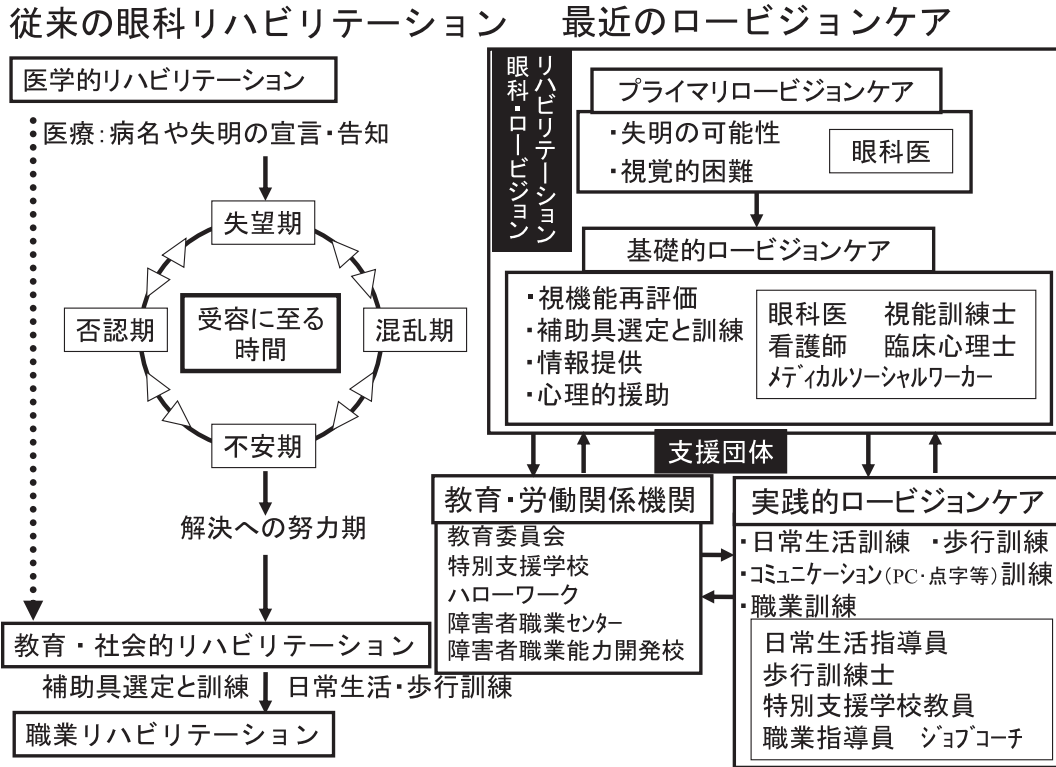 従来の眼科リハビリテーション
医学的リハビリテーション
医療：病名や失明の宣言・告知
失望期
否認期
受容に至る
時間
混乱期
不安期
解決への努力期
教育・社会的リハビリテーション
補助具選定と訓練
日常生活・歩行訓練
職業リハビリテーション
最近のロービジョンケア
眼科・ロービジョン
リハビリテーション
プライマリロービジョンケア
・失明の可能性
・視覚的困難
眼科医
基礎的ロービジョンケア
・視機能再評価
・補助具選定と訓練
・情報提供
・心理的援助
眼科医 視能訓練士
看護師 臨床心理士
メディカルソーシャルワーカー
支援団体
教育・労働関係機関
教育委員会
特別支援学校
ハローワーク
障害者職業センター
障害者職業能力開発校
実践的ロービジョンケア
・日常生活訓練 ・歩行訓練
・コミュニケーション(PC・点字等)訓練
・職業訓練
日常生活指導員
歩行訓練士
特別支援学校教員
職業指導員 ジョブコーチ